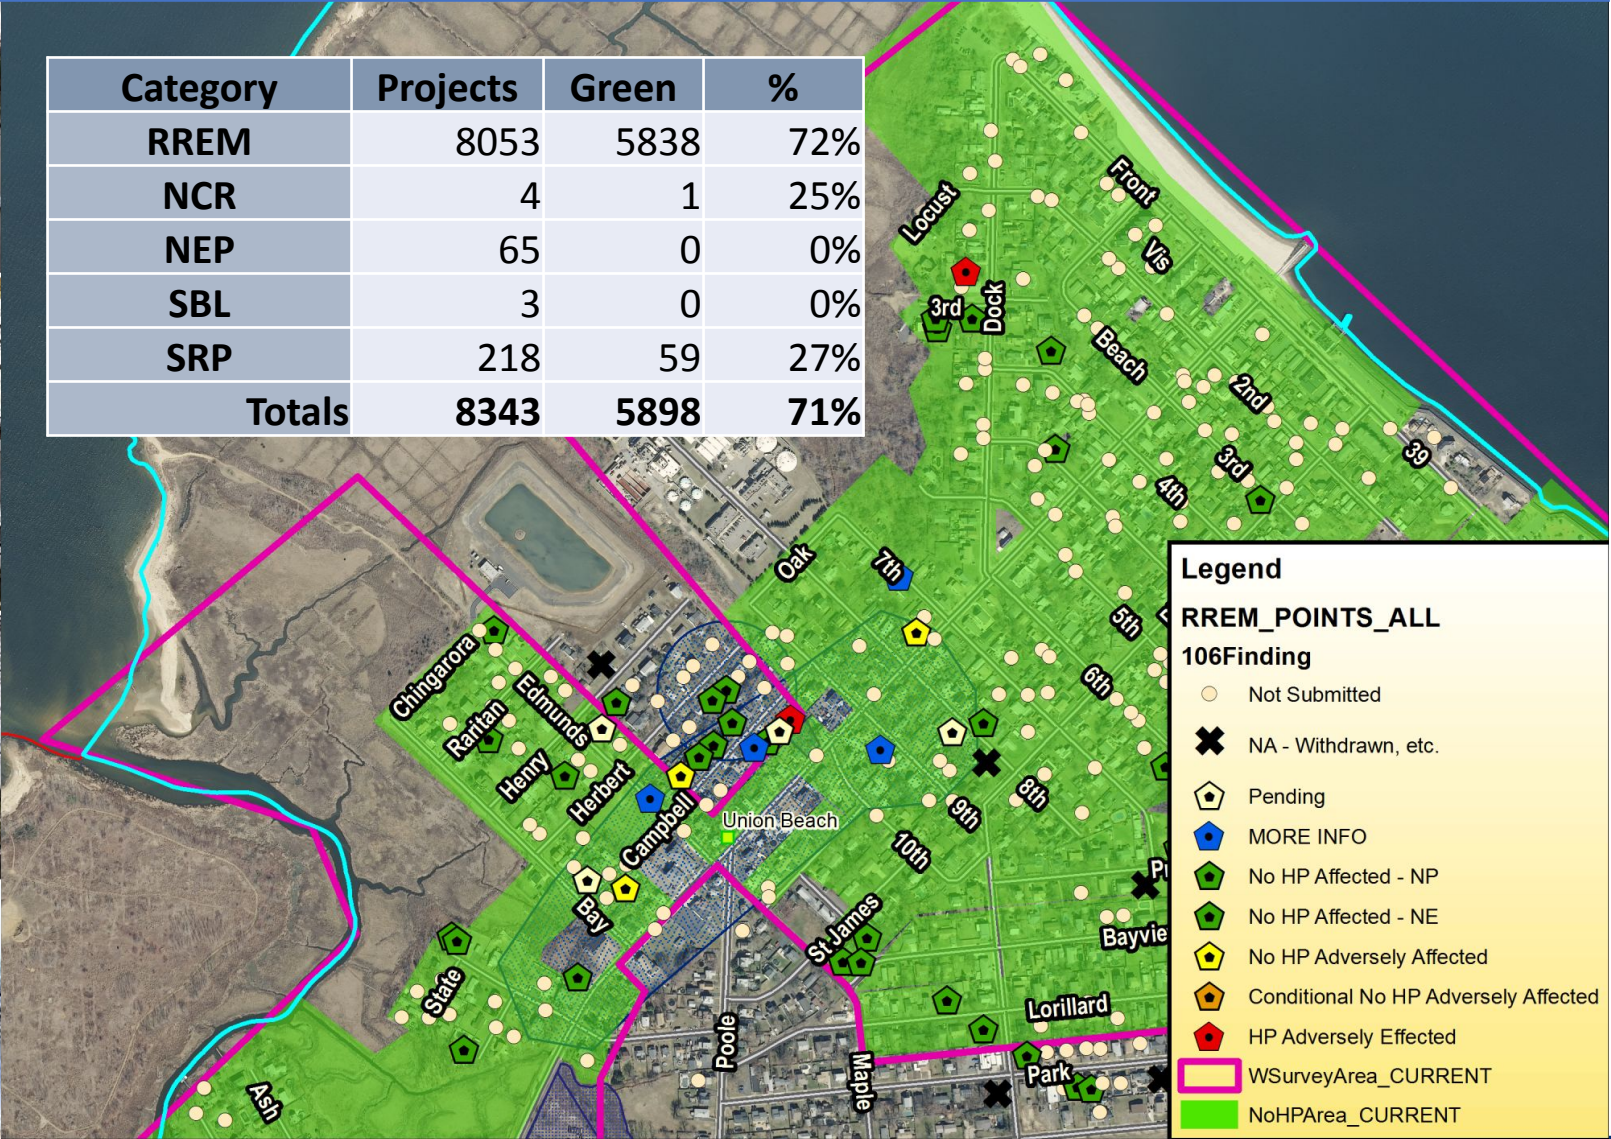 Category Projects Green %
RREM 8053 5838 72%
NCR 4 1 25%
NEP 65 0 0%
SBL 3 0 0%
SRP 218 59 27%
Totals 8343 5898 71%
Locust
Front
Vis
3rd
Dock
Beach
2nd
39
3rd
4th
Oak
7th
5th
6th
Chingarora
Edmunds
Raritan
Henry
Herbert
Campbell
Union Beach
8th
9th
10th
Bay
St James
Bayvie
State
Lorillard
Poole
Maple
Park
Ash
Legend
RREM_POINTS_ALL
106Finding
Not Submitted
NA - Withdrawn, etc.
Pending
MORE INFO
No HP Affected - NP
No HP Affected - NE
No HP Adversely Affected
Conditional No HP Adversely Affected
HP Adversely Effected
WSurveyArea_CURRENT
NoHPArea_CURRENT